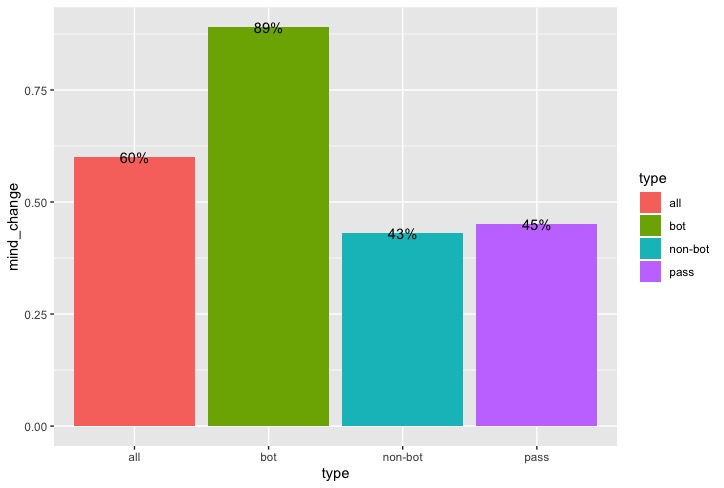 89%
0.75
60%
0.50
45%
43%
0.25
0.00
all bot non-bot pass
type
mind_change
type
all
bot
non-bot
pass